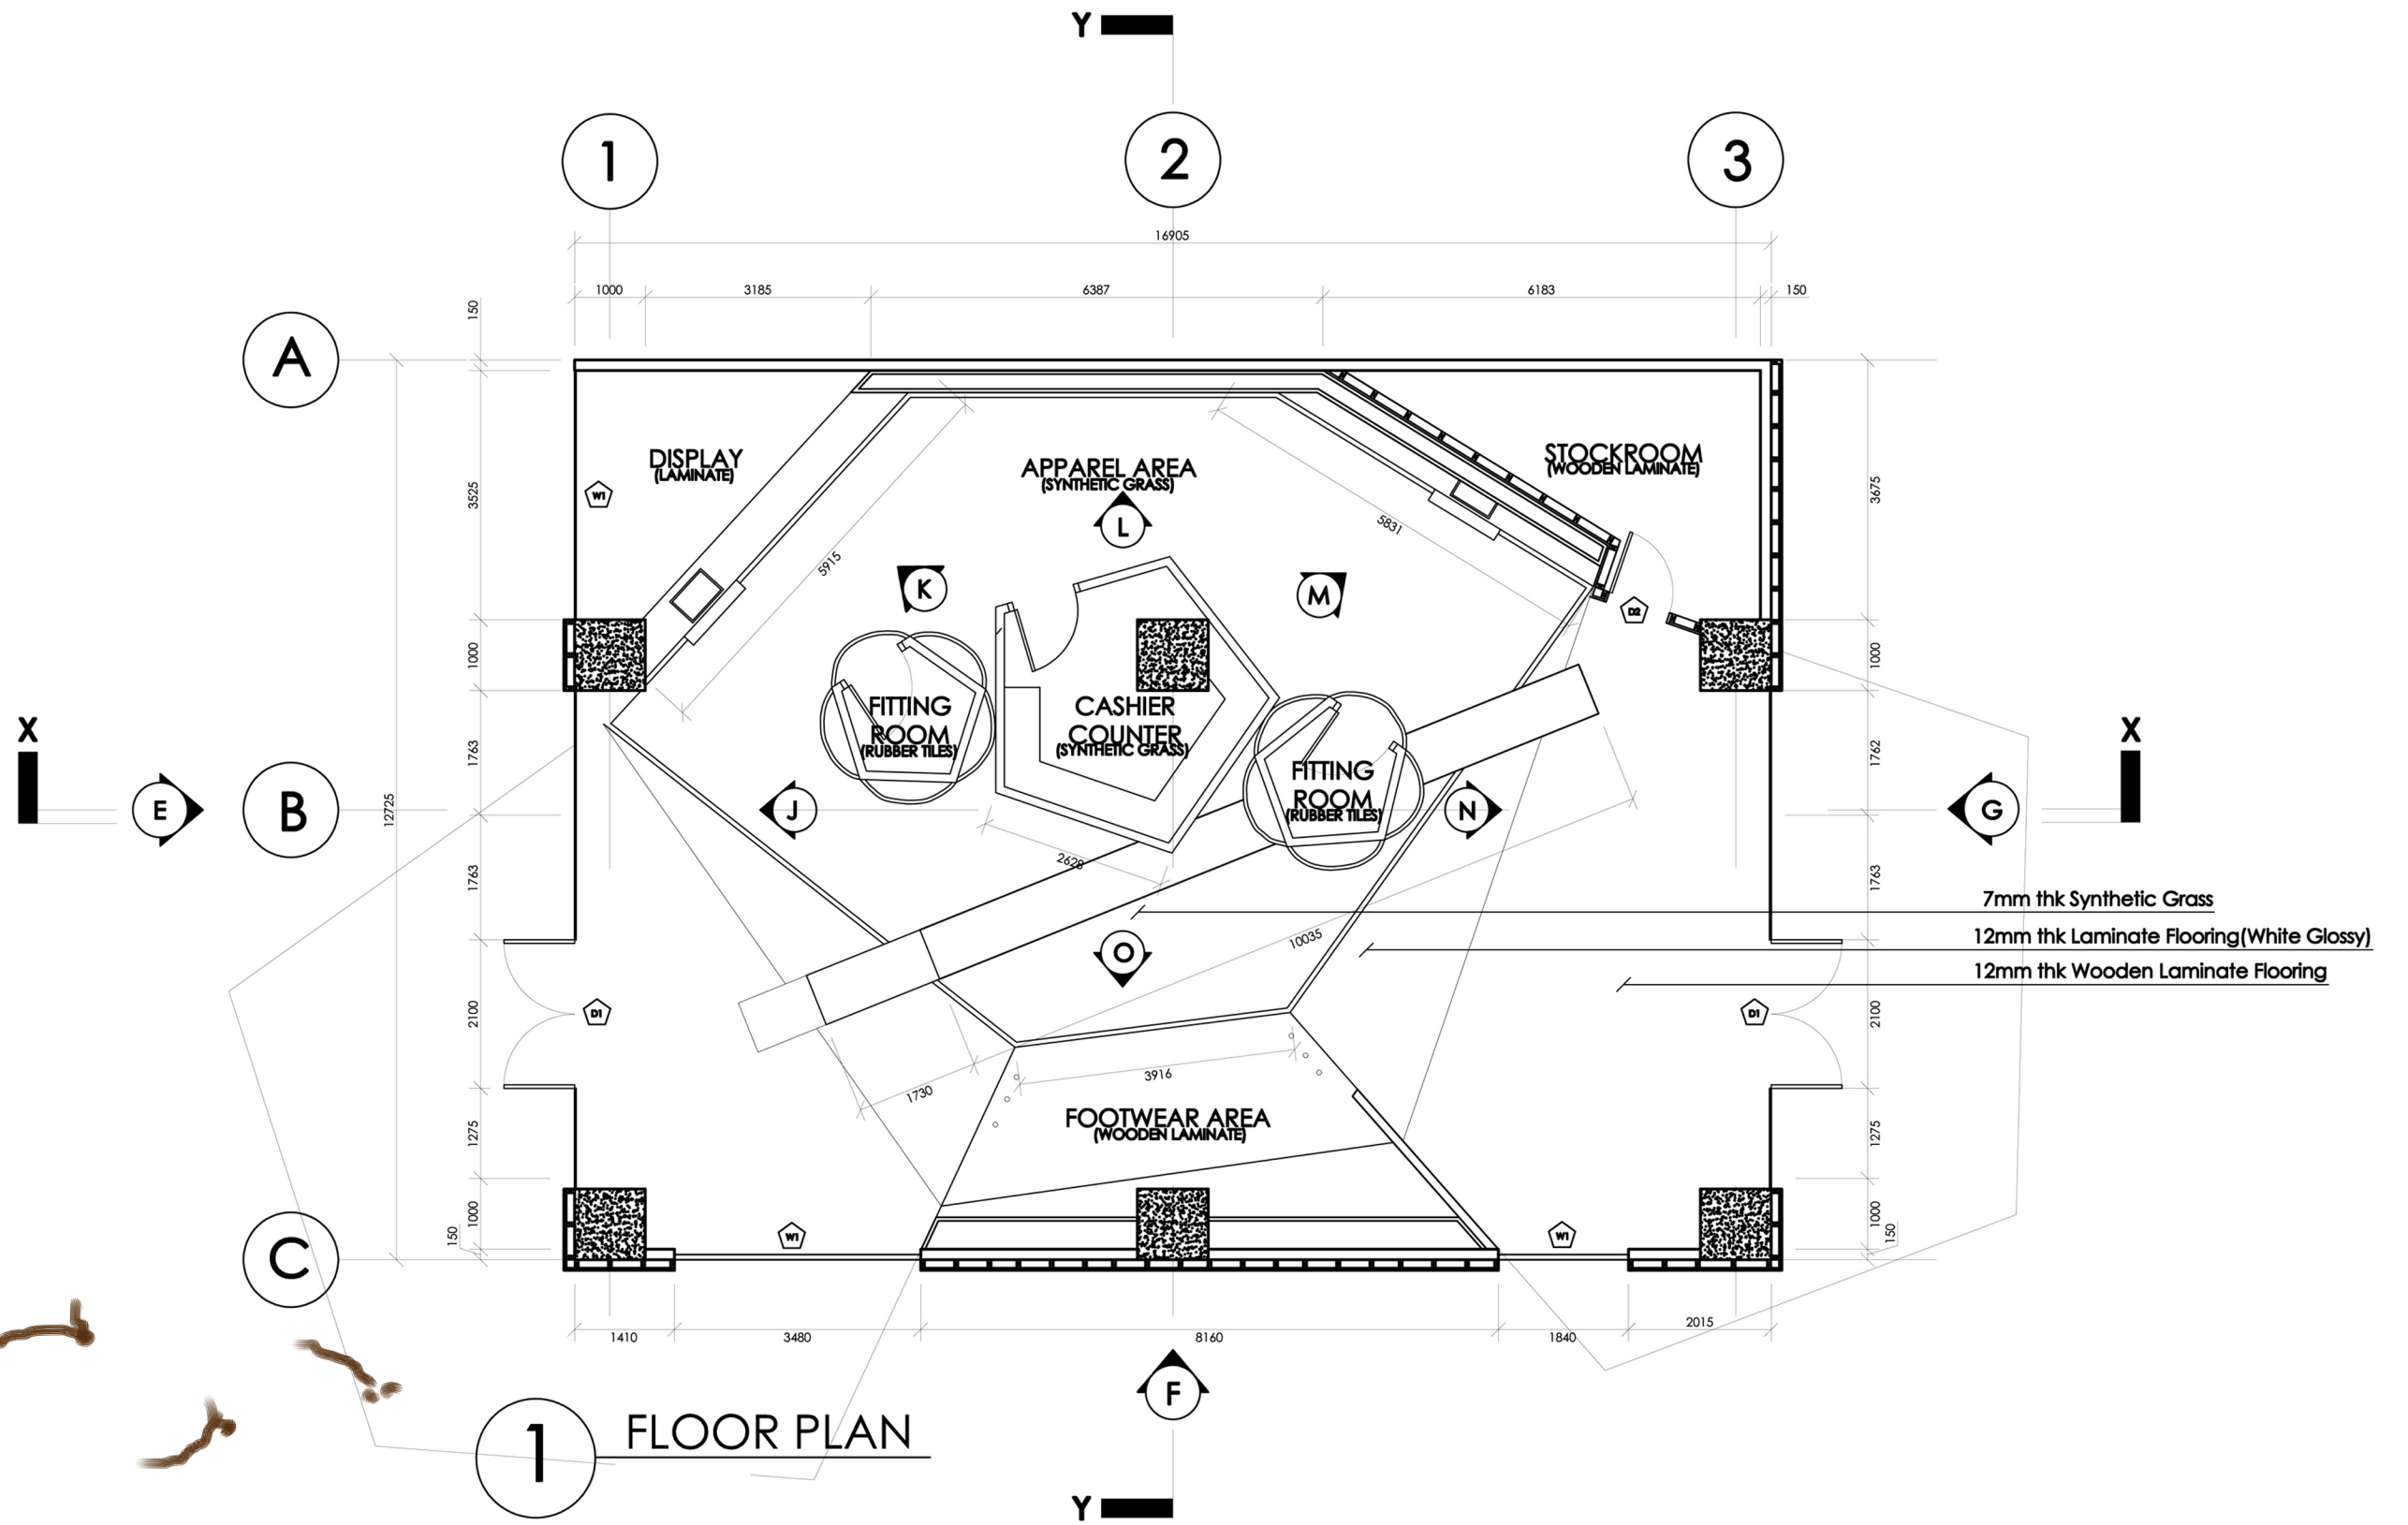 Y
1
2
3
16905
1000
3185
6387
6183
150
150
A
DISPLAY
(LAMINATE)
APPAREL AREA
(SYNTHETIC GRASS)
STOCKROOM
(WOODEN LAMINATE)
W1
3525
3675
L
5831
5915
K
M
D2
1000
1000
FITTING
ROOM
(RUBBER TILES)
CASHIER
COUNTER
(SYNTHETIC GRASS)
X
X
1763
1762
FITTING
ROOM
(RUBBER TILES)
E
B
12725
J
N
G
2628
1763
1763
7mm thk Synthetic Grass
12mm thk Laminate Flooring(White Glossy)
12mm thk Wooden Laminate Flooring
O
10035
D1
D1
2100
2100
3916
1730
FOOTWEAR AREA
(WOODEN LAMINATE)
1275
1275
1000
1000
150
150
W1
W1
C
1410
3480
8160
1840
2015
F
1
FLOOR PLAN
Y